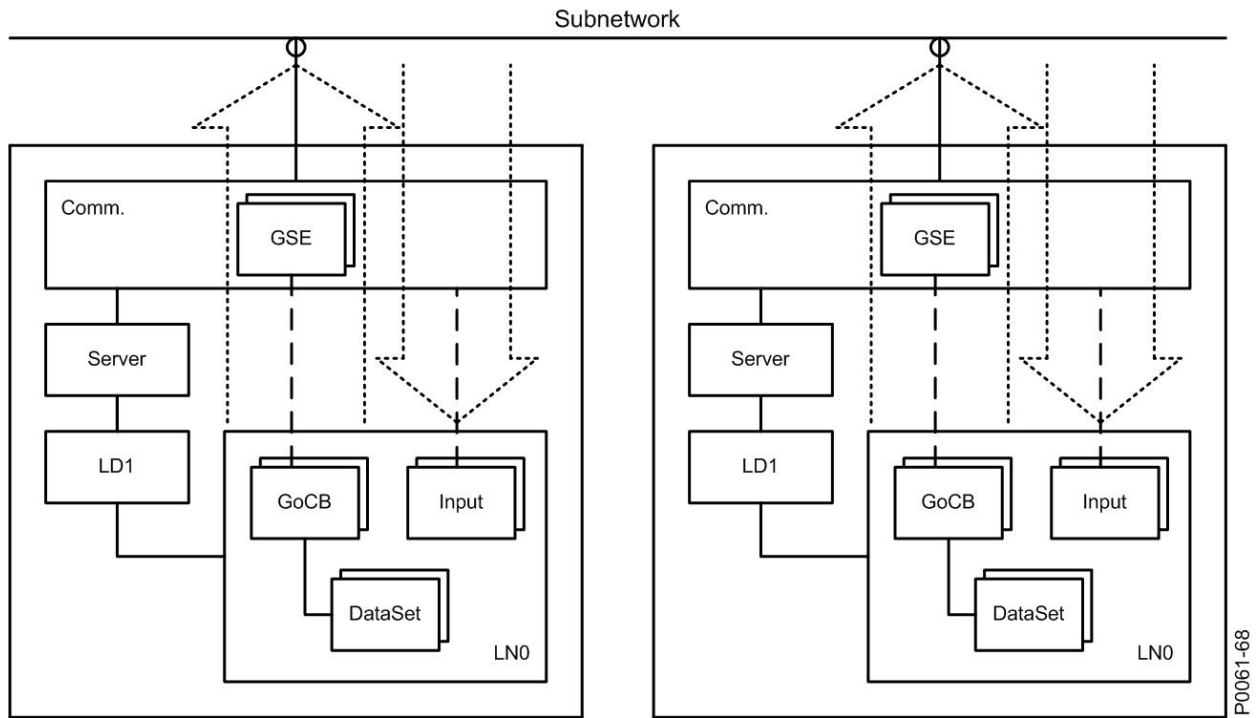 Subnetwork
Comm.
GSE
Server
LD1
GoCB
Input
DataSet
LN0
Comm.
GSE
Server
LD1
GoCB
Input
DataSet
LN0
P0061-68